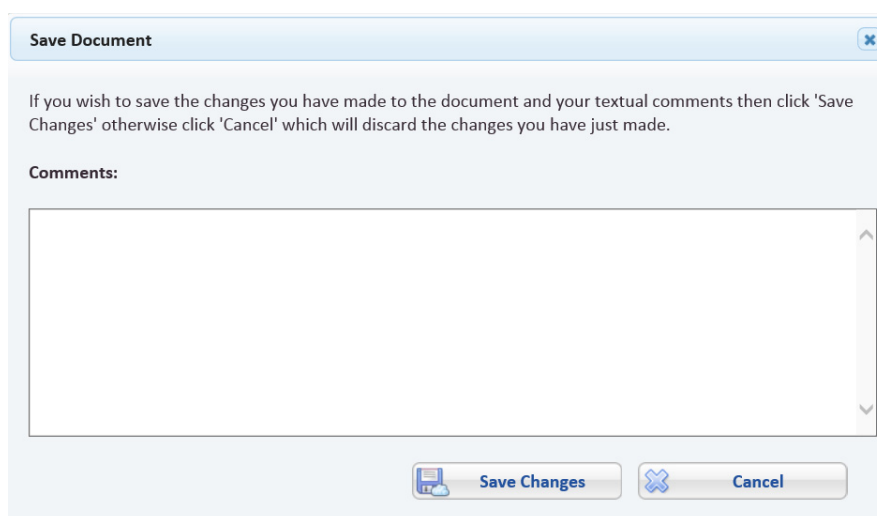 Save Document
If you wish to save the changes you have made to the document and your textual comments then click 'Save
Changes' otherwise click 'Cancel' which will discard the changes you have just made.
Comments:
Save Changes
Cancel